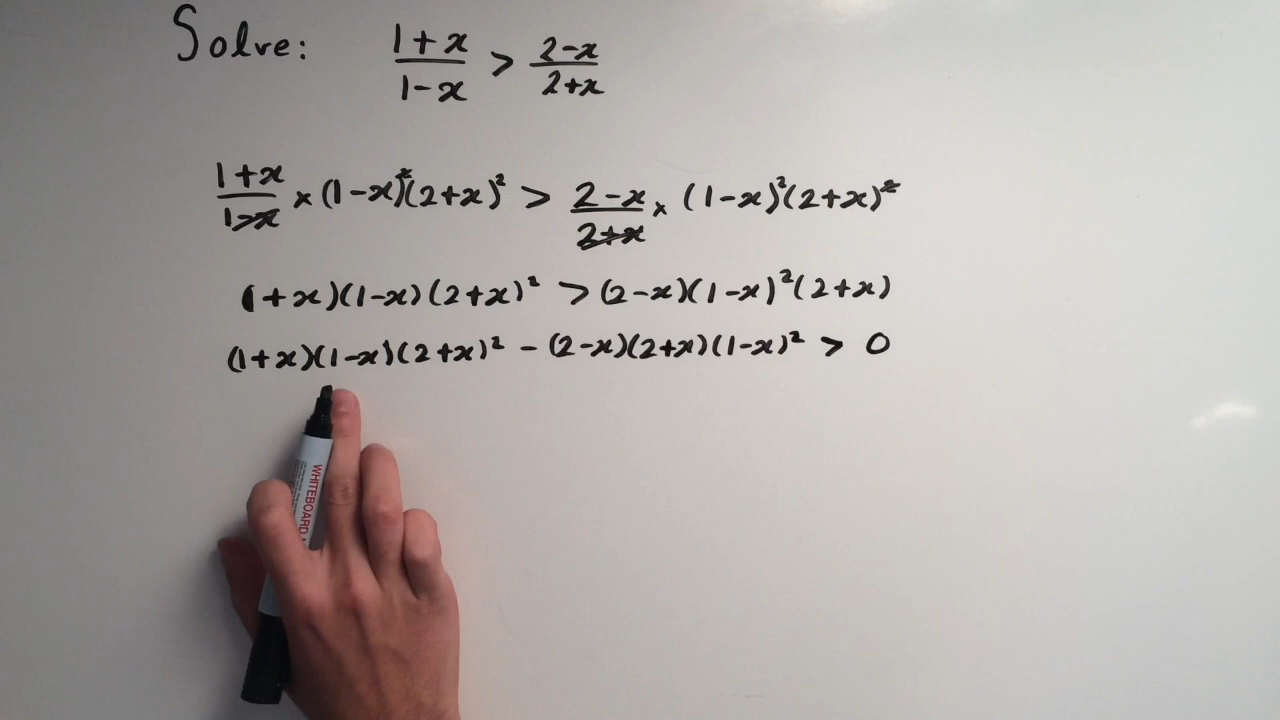 Solve: (1+x)/(1-x) > (2-x)/(2+x)
(1+x)/(1-x) × (1-x)²(2+x)² > (2-x)/(2+x) × (1-x)²(2+x)²
(1+x)(1-x)(2+x)² > (2-x)(1-x)²(2+x)
(1+x)(1-x)(2+x)² - (2-x)(2+x)(1-x)² > 0
WHITEBOARD